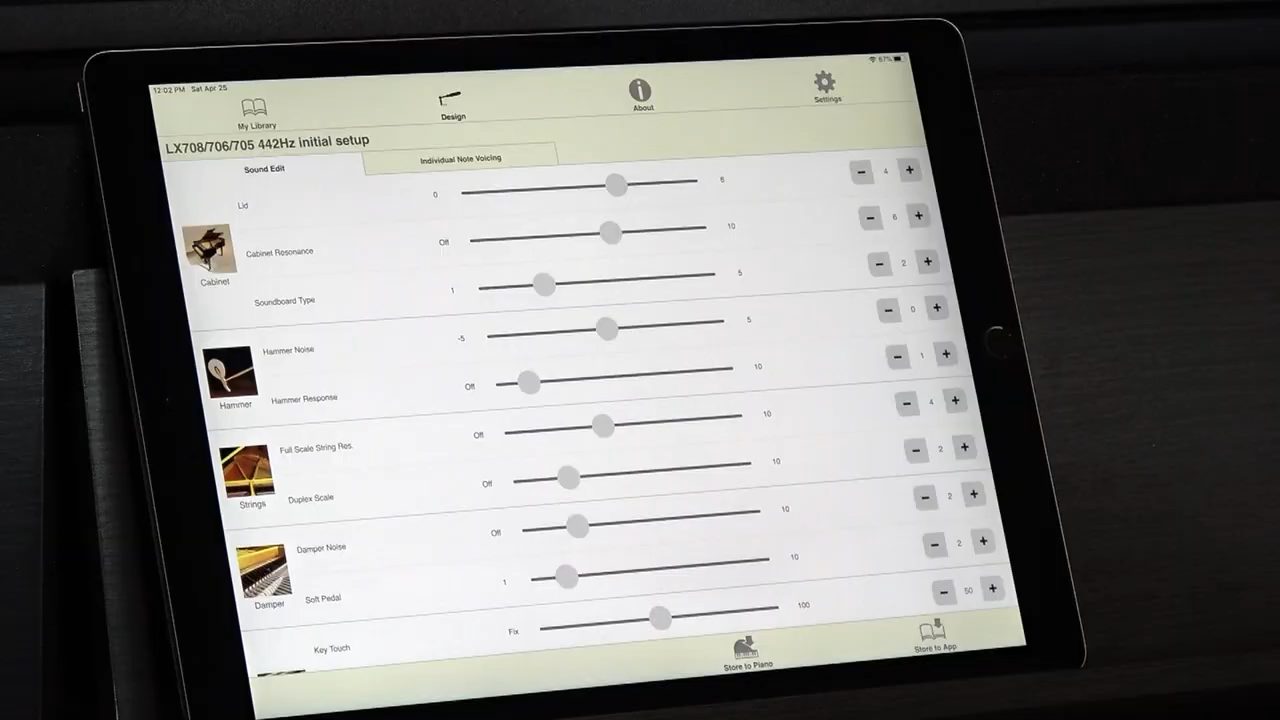 12:02 PM Sat Apr 25 67%
My Library Design About Settings
LX708/706/705 442Hz initial setup
Sound Edit Individual Note Voicing
Lid 0 6 − 4 +
Cabinet Resonance Off 10 − 6 +
Cabinet
Soundboard Type 1 5 − 2 +
Hammer Noise -5 5 − 0 +
Hammer
Hammer Response Off 10 − 1 +
Full Scale String Res. Off 10 − 4 +
Strings
Duplex Scale Off 10 − 2 +
Damper Noise Off 10 − 2 +
Damper
Soft Pedal 1 10 − 2 +
Key Touch Fix 100 − 50 +
Store to Piano Store to App